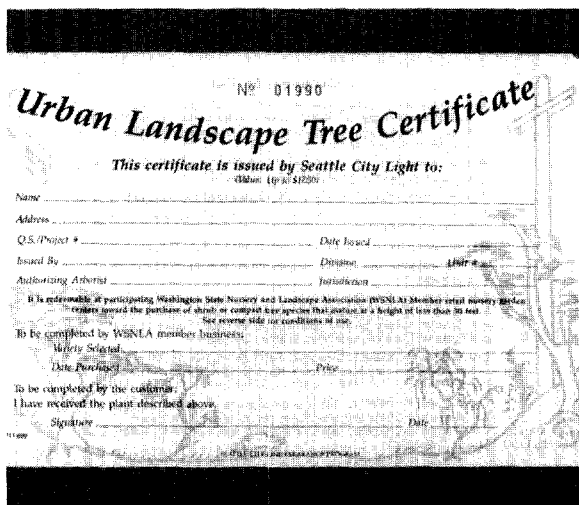 Nº 01990
Urban Landscape Tree Certificate
This certificate is issued by Seattle City Light to:
Name
Address
Q.S./Project # Date Issued
Issued By Division Unit #
Authorizing Arborist Jurisdiction
It is redeemable at participating Washington State Nursery and Landscape Association (WSNLA) Member retail nursery/garden
centers toward the purchase of shrub or compact tree species that mature at a height of less than 30 feet.
See reverse side for conditions of use.
To be completed by WSNLA member business:
Variety Selected
Date Purchased Price
To be completed by the customer:
I have received the plant described above.
Signature Date